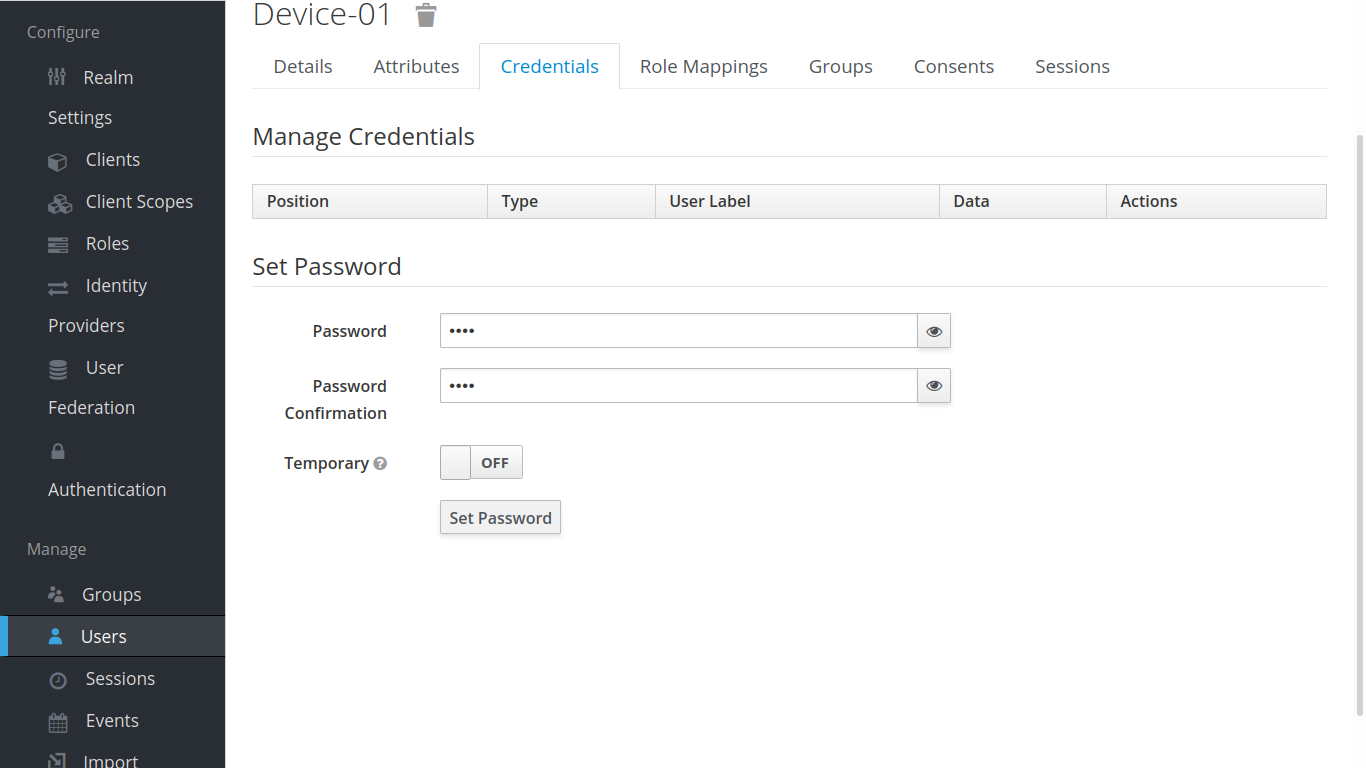 Device-01
Configure
Realm
Settings
Clients
Client Scopes
Roles
Identity
Providers
User
Federation
Authentication
Manage
Groups
Users
Sessions
Events
Import
Details Attributes Credentials Role Mappings Groups Consents Sessions
Manage Credentials
Position Type User Label Data Actions
Set Password
Password ••••
Password
Confirmation ••••
Temporary ? OFF
Set Password